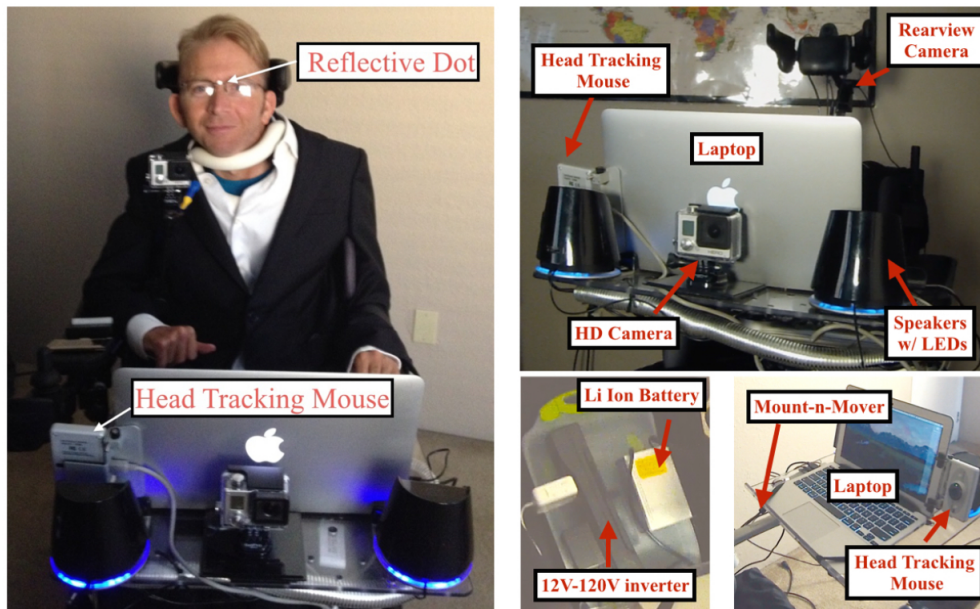 Reflective Dot
Head Tracking Mouse
Head Tracking
Mouse
Rearview
Camera
Laptop
HD Camera
Speakers
w/ LEDs
Li Ion Battery
12V-120V inverter
Mount-n-Mover
Laptop
Head Tracking
Mouse